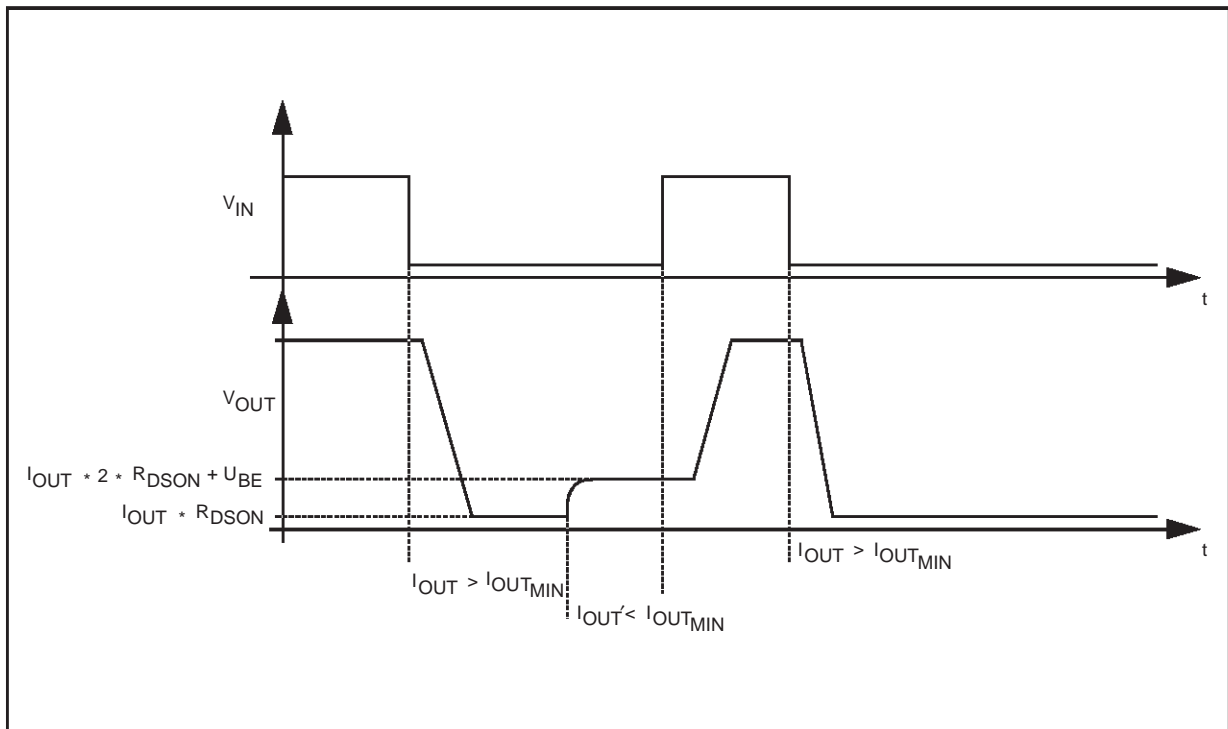 VIN
t
VOUT
IOUT * 2 * RDSON + UBE
IOUT * RDSON
t
IOUT > IOUTMIN
IOUT > IOUTMIN
IOUT′< IOUTMIN